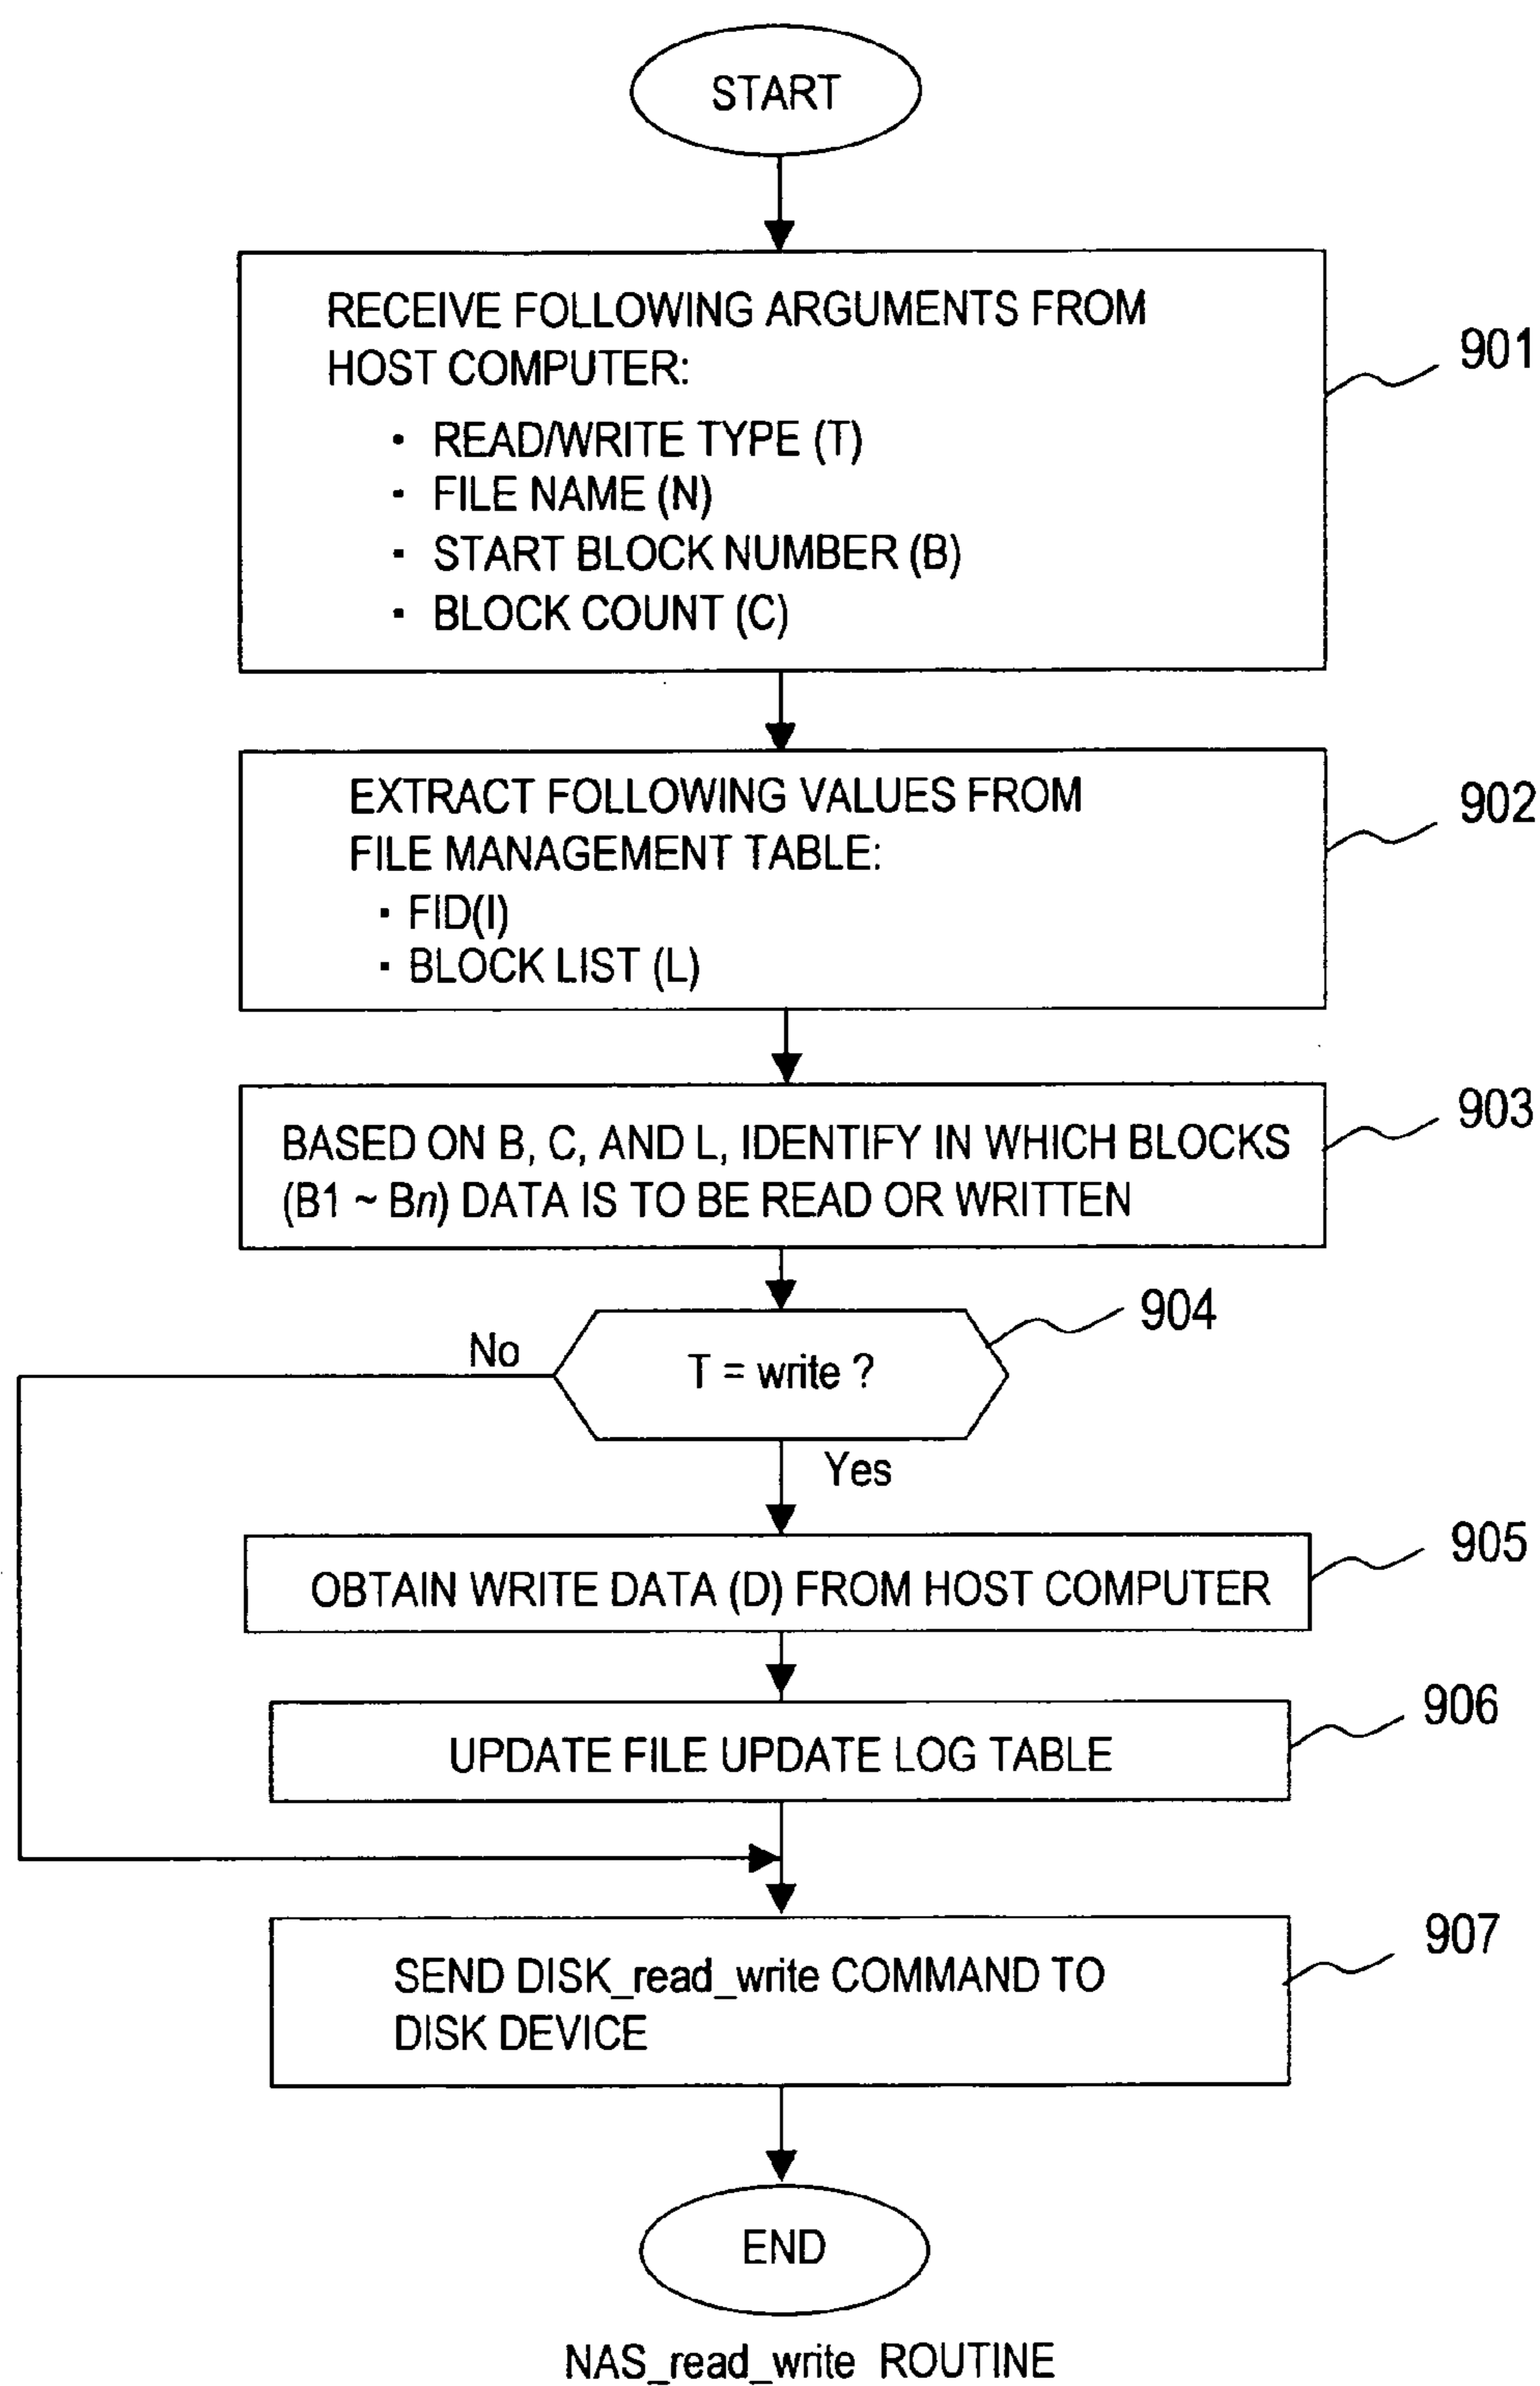 START
RECEIVE FOLLOWING ARGUMENTS FROM
HOST COMPUTER:
・ READ/WRITE TYPE (T)
・ FILE NAME (N)
・ START BLOCK NUMBER (B)
・ BLOCK COUNT (C)
901
EXTRACT FOLLOWING VALUES FROM
FILE MANAGEMENT TABLE:
・ FID(I)
・ BLOCK LIST (L)
902
BASED ON B, C, AND L, IDENTIFY IN WHICH BLOCKS
(B1 ~ Bn) DATA IS TO BE READ OR WRITTEN
903
T = write ?
904
No
Yes
OBTAIN WRITE DATA (D) FROM HOST COMPUTER
905
UPDATE FILE UPDATE LOG TABLE
906
SEND DISK_read_write COMMAND TO
DISK DEVICE
907
END
NAS_read_write ROUTINE